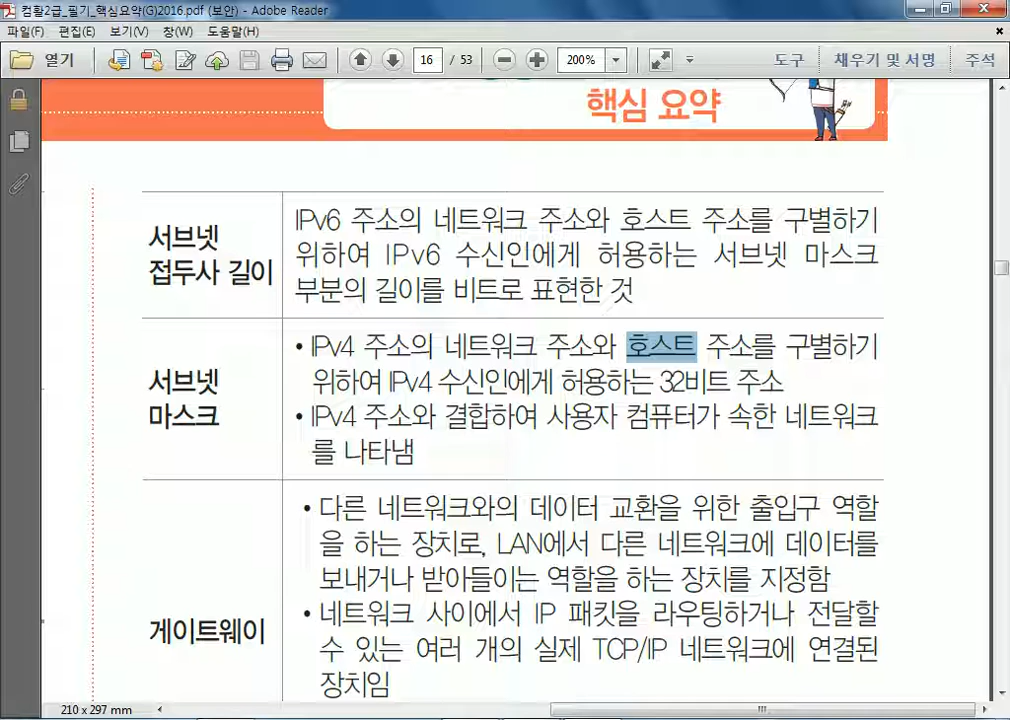 컴활2급_필기_핵심요약(G)2016.pdf (보안) - Adobe Reader
파일(F) 편집(E) 보기(V) 창(W) 도움말(H)
열기 16 / 53 200% 도구 채우기 및 서명 주석
핵심 요약
서브넷
접두사 길이
IPv6 주소의 네트워크 주소와 호스트 주소를 구별하기
위하여 IPv6 수신인에게 허용하는 서브넷 마스크
부분의 길이를 비트로 표현한 것
서브넷
마스크
• IPv4 주소의 네트워크 주소와 호스트 주소를 구별하기
위하여 IPv4 수신인에게 허용하는 32비트 주소
• IPv4 주소와 결합하여 사용자 컴퓨터가 속한 네트워크
를 나타냄
게이트웨이
• 다른 네트워크와의 데이터 교환을 위한 출입구 역할
을 하는 장치로, LAN에서 다른 네트워크에 데이터를
보내거나 받아들이는 역할을 하는 장치를 지정함
• 네트워크 사이에서 IP 패킷을 라우팅하거나 전달할
수 있는 여러 개의 실제 TCP/IP 네트워크에 연결된
장치임
210 x 297 mm